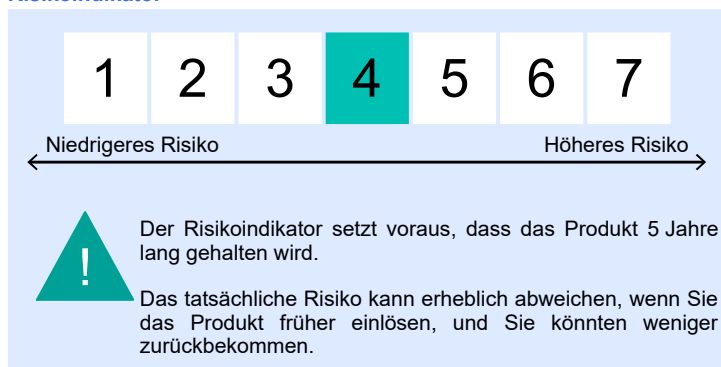 1 2 3 4 5 6 7
Niedrigeres Risiko Höheres Risiko
!
Der Risikoindikator setzt voraus, dass das Produkt 5 Jahre
lang gehalten wird.
Das tatsächliche Risiko kann erheblich abweichen, wenn Sie
das Produkt früher einlösen, und Sie könnten weniger
zurückbekommen.